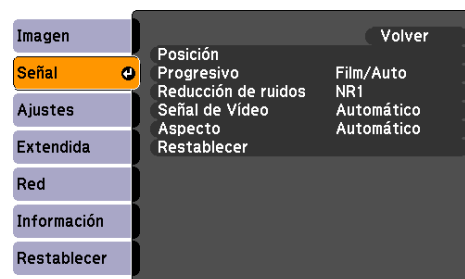 Imagen
Señal
Ajustes
Extendida
Red
Información
Restablecer
Volver
Posición
Progresivo Film/Auto
Reducción de ruidos NR1
Señal de Vídeo Automático
Aspecto Automático
Restablecer